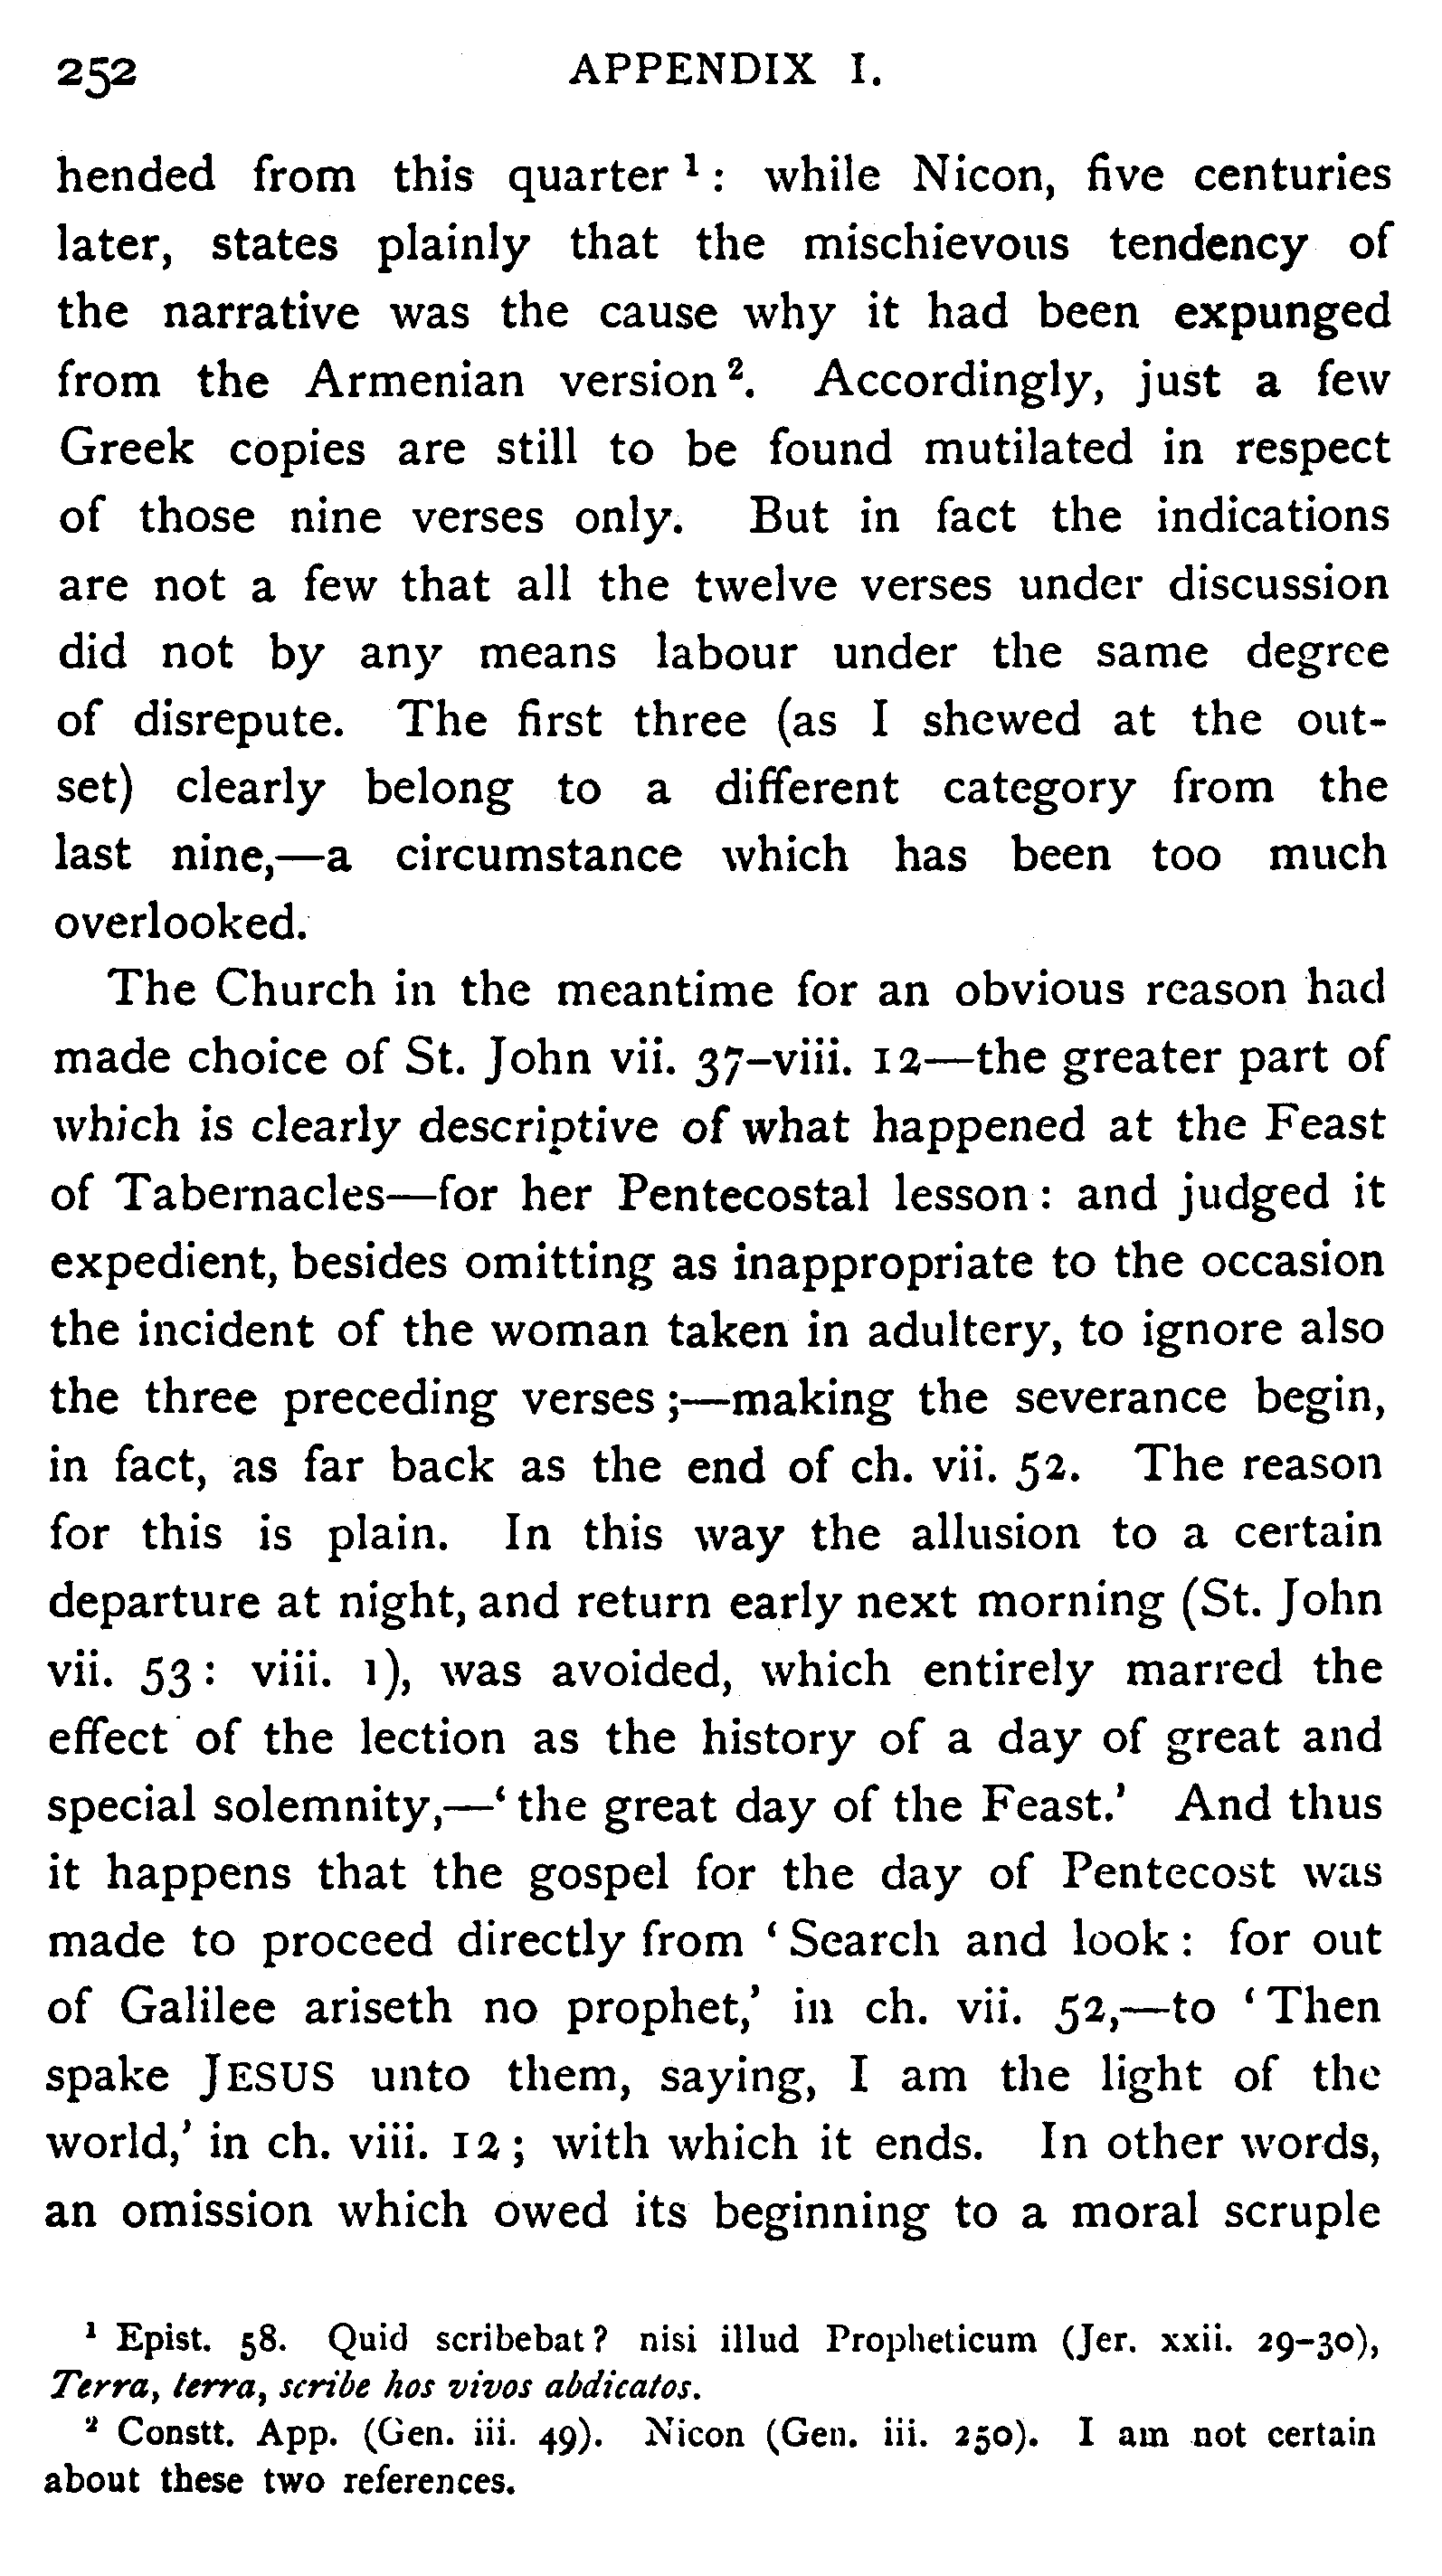 252 APPENDIX I.
hended from this quarter ¹ : while Nicon, five centuries
later, states plainly that the mischievous tendency of
the narrative was the cause why it had been expunged
from the Armenian version ². Accordingly, just a few
Greek copies are still to be found mutilated in respect
of those nine verses only. But in fact the indications
are not a few that all the twelve verses under discussion
did not by any means labour under the same degree
of disrepute. The first three (as I shewed at the out-
set) clearly belong to a different category from the
last nine,—a circumstance which has been too much
overlooked.
The Church in the meantime for an obvious reason had
made choice of St. John vii. 37–viii. 12—the greater part of
which is clearly descriptive of what happened at the Feast
of Tabernacles—for her Pentecostal lesson : and judged it
expedient, besides omitting as inappropriate to the occasion
the incident of the woman taken in adultery, to ignore also
the three preceding verses ;—making the severance begin,
in fact, as far back as the end of ch. vii. 52. The reason
for this is plain. In this way the allusion to a certain
departure at night, and return early next morning (St. John
vii. 53 : viii. 1), was avoided, which entirely marred the
effect of the lection as the history of a day of great and
special solemnity,—‘ the great day of the Feast.’ And thus
it happens that the gospel for the day of Pentecost was
made to proceed directly from ‘ Search and look : for out
of Galilee ariseth no prophet,’ in ch. vii. 52,—to ‘ Then
spake JESUS unto them, saying, I am the light of the
world,’ in ch. viii. 12 ; with which it ends. In other words,
an omission which owed its beginning to a moral scruple
¹ Epist. 58. Quid scribebat ? nisi illud Propheticum (Jer. xxii. 29–30),
Terra, terra, scribe hos vivos abdicatos.
² Constt. App. (Gen. iii. 49). Nicon (Gen. iii. 250). I am not certain
about these two references.